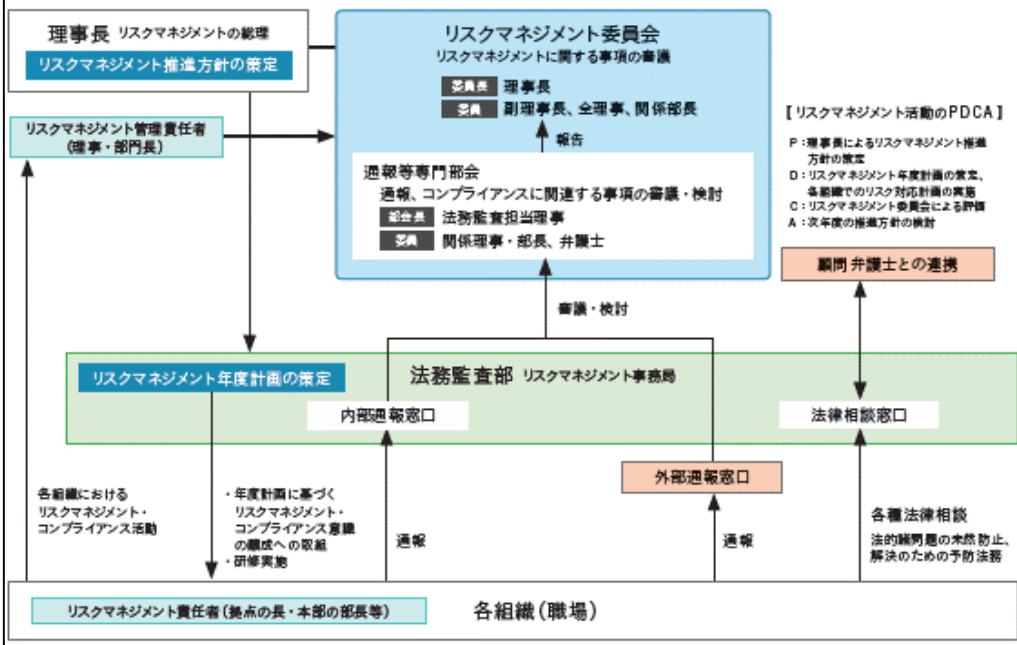 理事長 リスクマネジメントの総理
リスクマネジメント推進方針の策定
リスクマネジメント管理責任者
(理事・部門長)
リスクマネジメント委員会
リスクマネジメントに関する事項の審議
委員長 理事長
委員 副理事長、全理事、関係部長
報告
通報等専門部会
通報、コンプライアンスに関連する事項の審議・検討
部会長 法務監査担当理事
委員 関係理事・部長、弁護士
【リスクマネジメント活動のPDCA】
P:理事長によるリスクマネジメント推進
方針の策定
D:リスクマネジメント年度計画の策定、
各組織でのリスク対応計画の実施
C:リスクマネジメント委員会による評価
A:次年度の推進方針の検討
顧問弁護士との連携
審議・検討
リスクマネジメント年度計画の策定
法務監査部 リスクマネジメント事務局
内部通報窓口
法律相談窓口
外部通報窓口
各組織における
リスクマネジメント・
コンプライアンス活動
・年度計画に基づく
リスクマネジメント・
コンプライアンス意識
の醸成への取組
・研修実施
通報
通報
各種法律相談
法的諸問題の未然防止、
解決のための予防法務
リスクマネジメント責任者(拠点の長・本部の部長等)
各組織(職場)